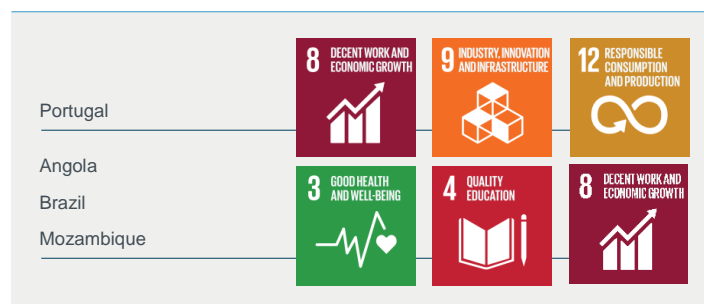 Portugal
8 DECENT WORK AND
ECONOMIC GROWTH
9 INDUSTRY, INNOVATION
AND INFRASTRUCTURE
12 RESPONSIBLE
CONSUMPTION
AND PRODUCTION
Angola
Brazil
Mozambique
3 GOOD HEALTH
AND WELL-BEING
4 QUALITY
EDUCATION
8 DECENT WORK AND
ECONOMIC GROWTH